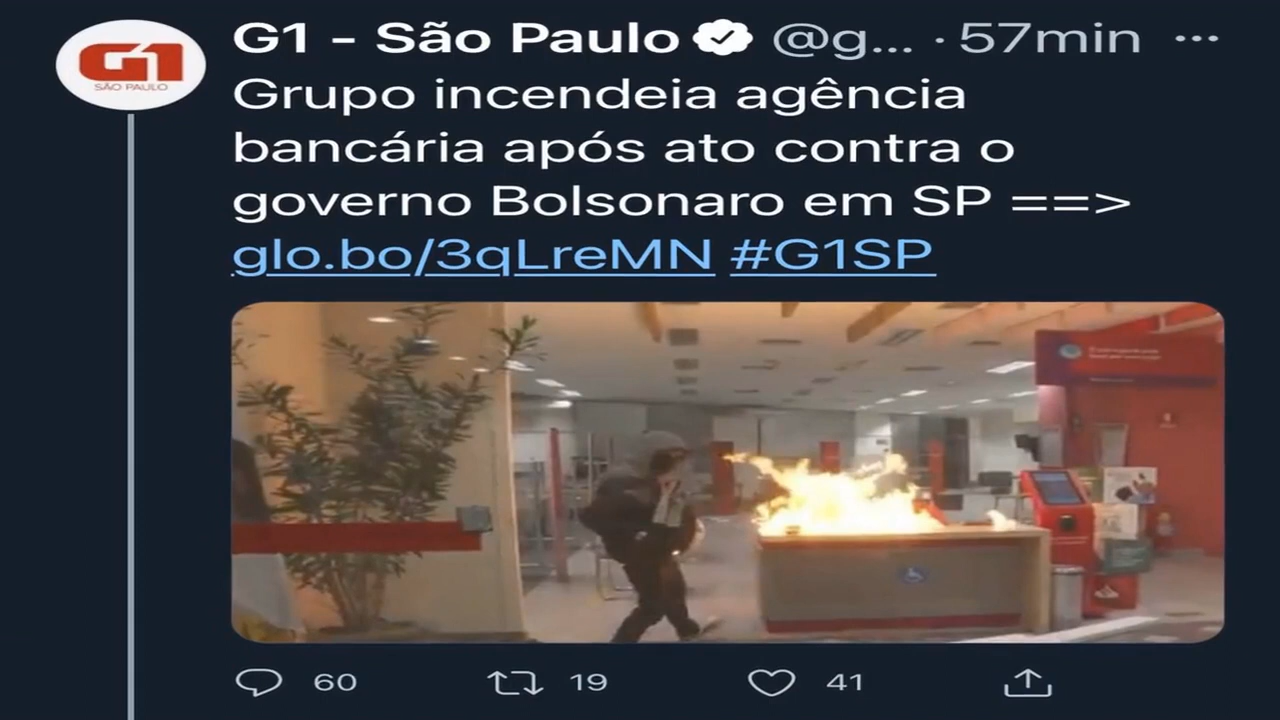 G1
SÃO PAULO
G1 - São Paulo @g... · 57min
Grupo incendeia agência
bancária após ato contra o
governo Bolsonaro em SP ==>
glo.bo/3qLreMN #G1SP
60 19 41